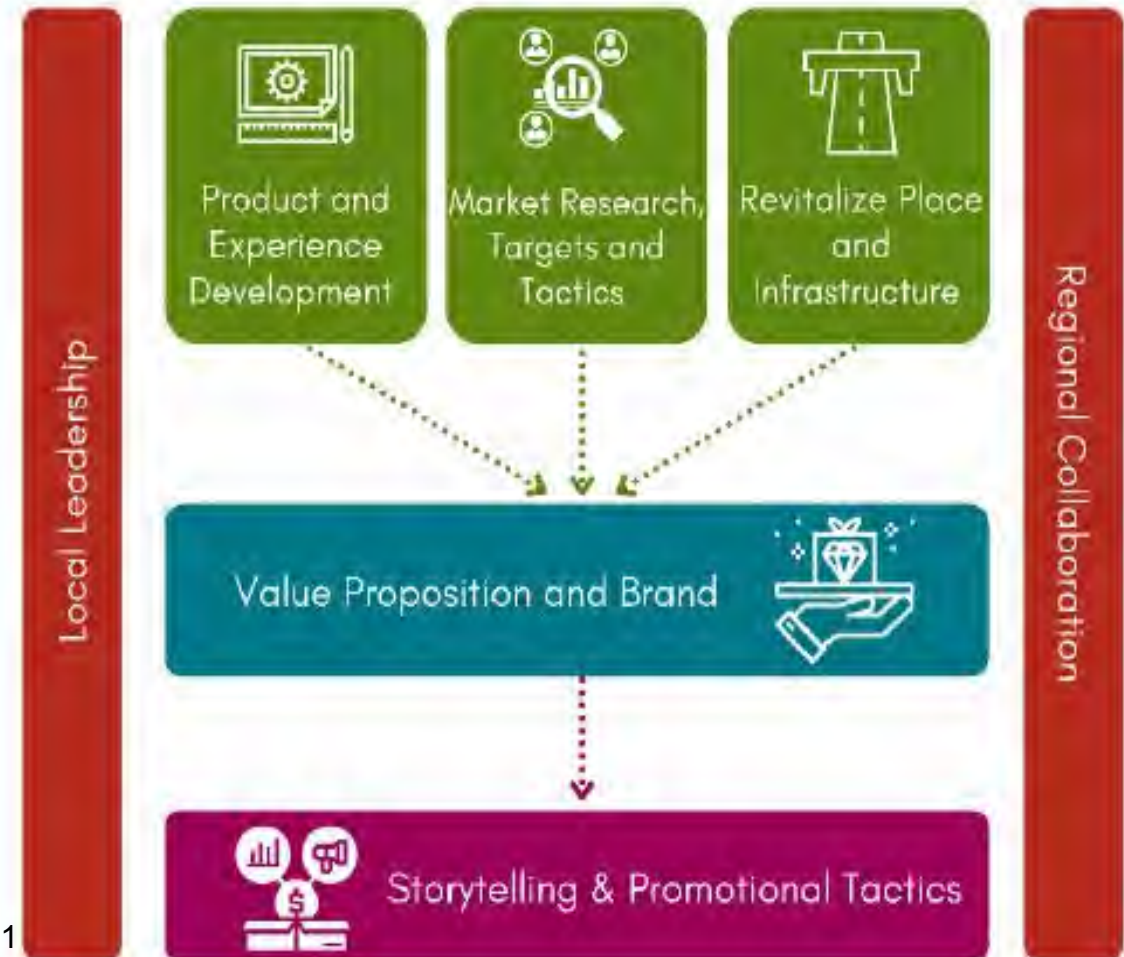 Local Leadership
Product and
Experience
Development
Market Research,
Targets and
Tactics
Revitalize Place
and
Infrastructure
Regional Collaboration
Value Proposition and Brand
$
Storytelling & Promotional Tactics
1